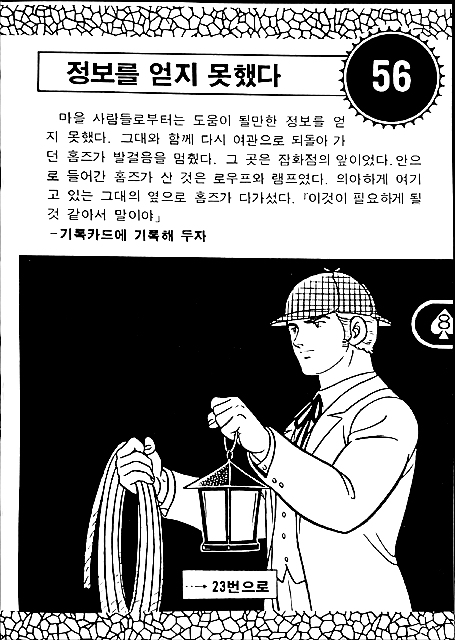 정보를 얻지 못했다
56
마을 사람들로부터는 도움이 될만한 정보를 얻
지 못했다. 그대와 함께 다시 여관으로 되돌아 가
던 홈즈가 발걸음을 멈췄다. 그 곳은 잡화점의 앞이었다. 안으
로 들어간 홈즈가 산 것은 로우프와 램프였다. 의아하게 여기
고 있는 그대의 옆으로 홈즈가 다가섰다. 『이것이 필요하게 될
것 같아서 말이야』
-기록카드에 기록해 두자
8
····→ 23번으로